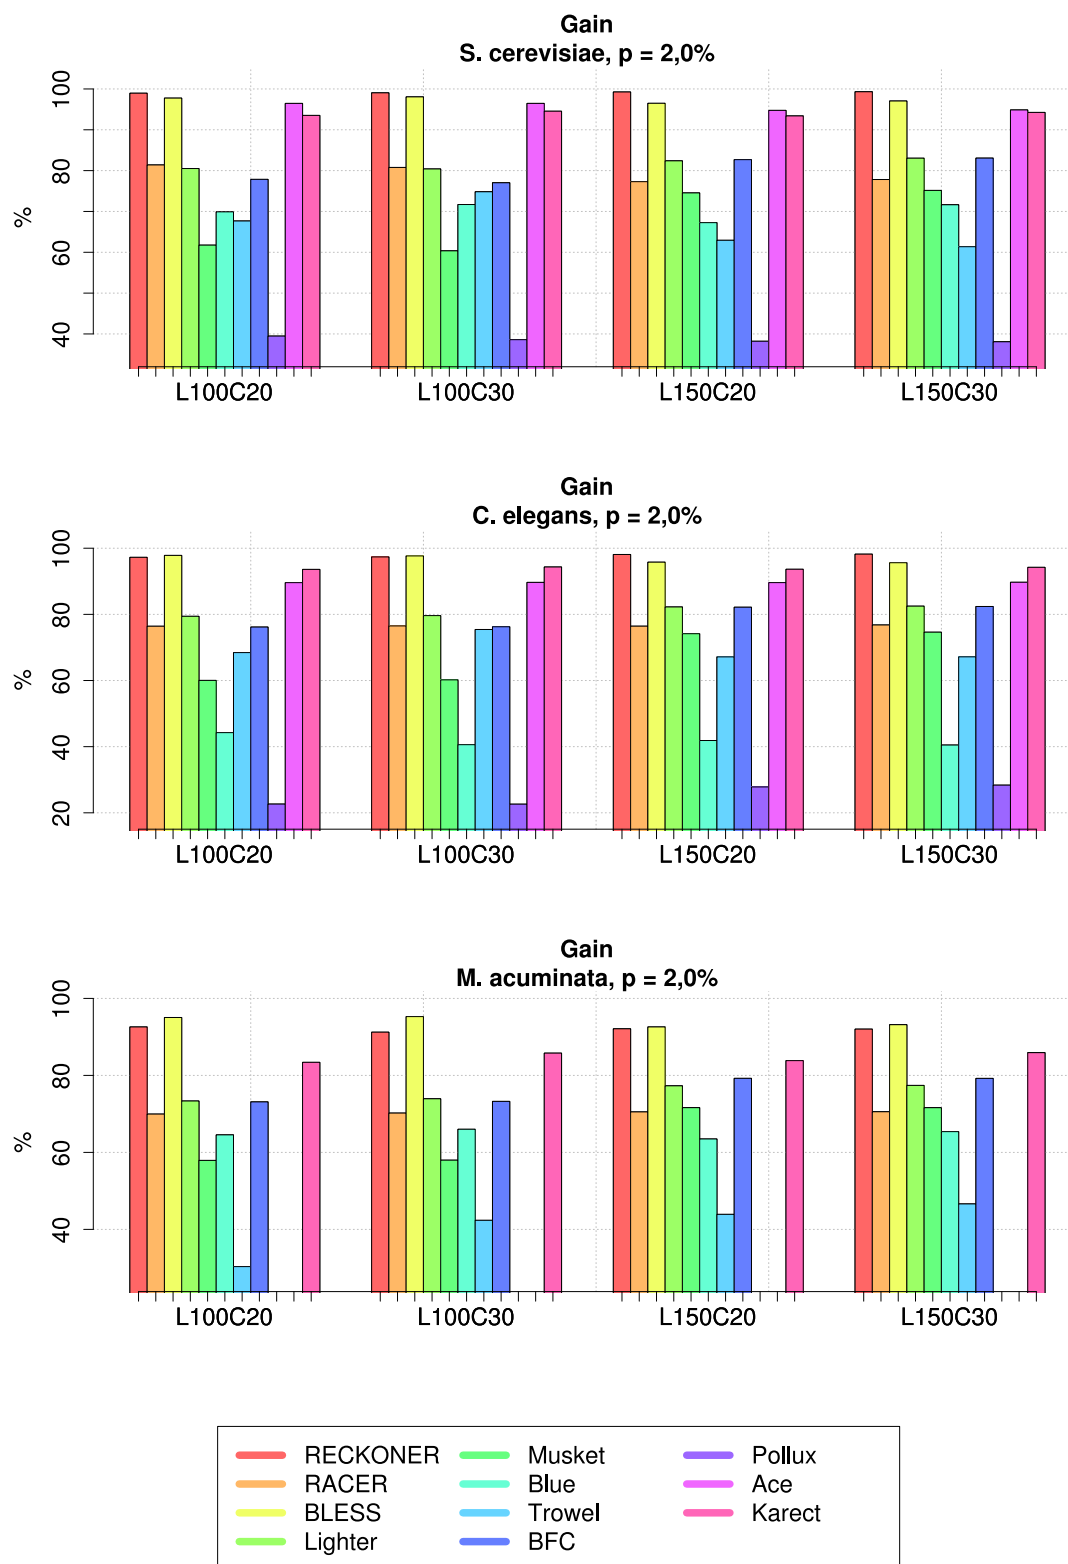 Gain
S. cerevisiae, p = 2,0%
%
100
80
60
40
L100C20 L100C30 L150C20 L150C30
Gain
C. elegans, p = 2,0%
%
100
80
60
40
20
L100C20 L100C30 L150C20 L150C30
Gain
M. acuminata, p = 2,0%
%
100
80
60
40
L100C20 L100C30 L150C20 L150C30
RECKONER Musket Pollux
RACER Blue Ace
BLESS Trowel Karect
Lighter BFC